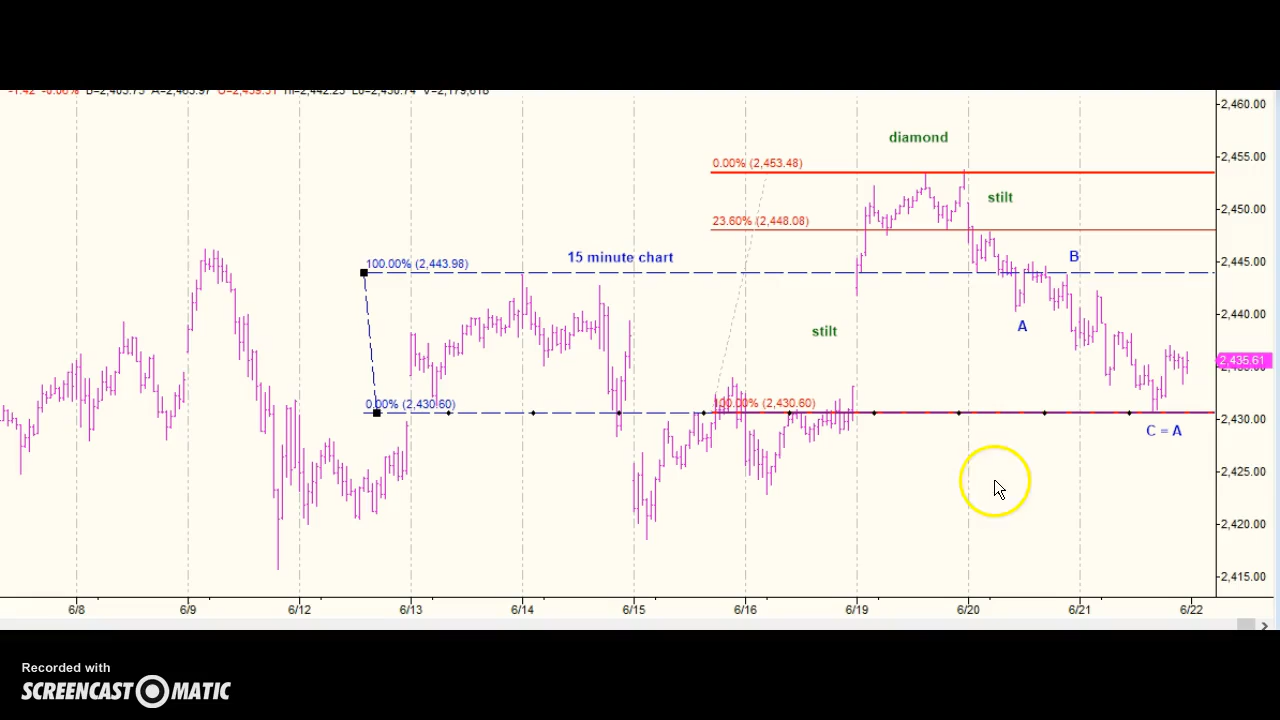 2,460.00
diamond
2,455.00
0.00% (2,453.48)
stilt
2,450.00
23.60% (2,448.08)
15 minute chart
B
100.00% (2,443.98)
2,445.00
2,440.00
A
stilt
2,435.61
0.00% (2,430.60)
100.00% (2,430.60)
2,430.00
C = A
2,425.00
2,420.00
2,415.00
6/8 6/9 6/12 6/13 6/14 6/15 6/16 6/19 6/20 6/21 6/22
Recorded with
SCREENCAST MATIC